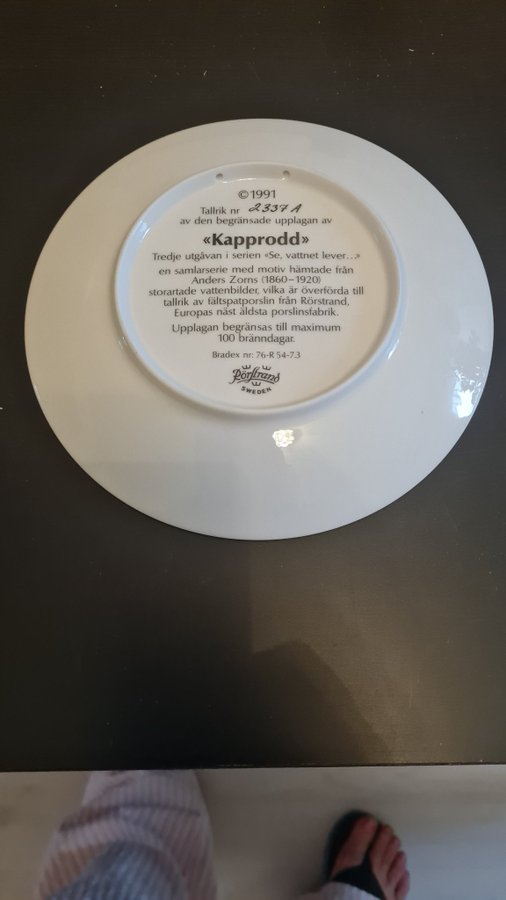 ©1991
Tallrik nr 2337 A
av den begränsade upplagan av
«Kapprodd»
Tredje utgåvan i serien «Se, vattnet lever...»
en samlarserie med motiv hämtade från
Anders Zorns (1860–1920)
storartade vattenbilder, vilka är överförda till
tallrik av fältspatporslin från Rörstrand,
Europas näst äldsta porslinsfabrik.
Upplagan begränsas till maximum
100 bränndagar.
Bradex nr: 76-R 54-7.3
Rörstrand
SWEDEN